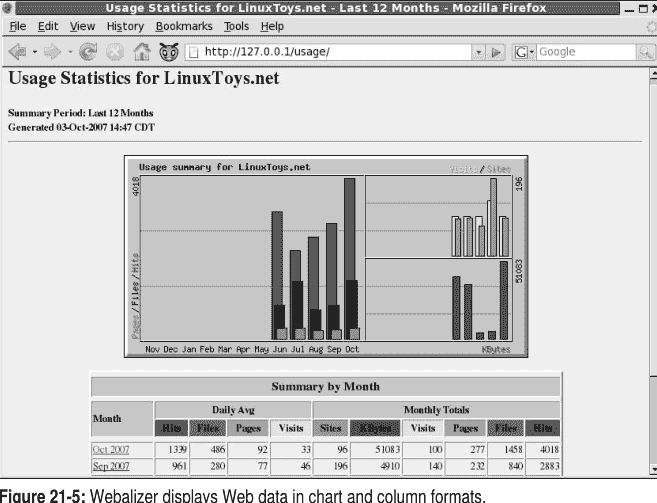 Usage Statistics for LinuxToys.net - Last 12 Months - Mozilla Firefox
File Edit View History Bookmarks Tools Help
http://127.0.0.1/usage/
G Google
Usage Statistics for LinuxToys.net
Summary Period: Last 12 Months
Generated 03-Oct-2007 14:47 CDT
Usage summary for LinuxToys.net
Visits/Sites
4018
196
Pages/Files/Hits
51083
Nov Dec Jan Feb Mar Apr May Jun Jul Aug Sep Oct
KBytes
Summary by Month
Month Daily Avg Monthly Totals
Hits Files Pages Visits Sites KBytes Visits Pages Files Hits
Oct 2007 1339 486 92 33 96 51083 100 277 1458 4018
Sep 2007 961 280 77 46 196 4910 140 232 840 2883
Figure 21-5: Webalizer displays Web data in chart and column formats.